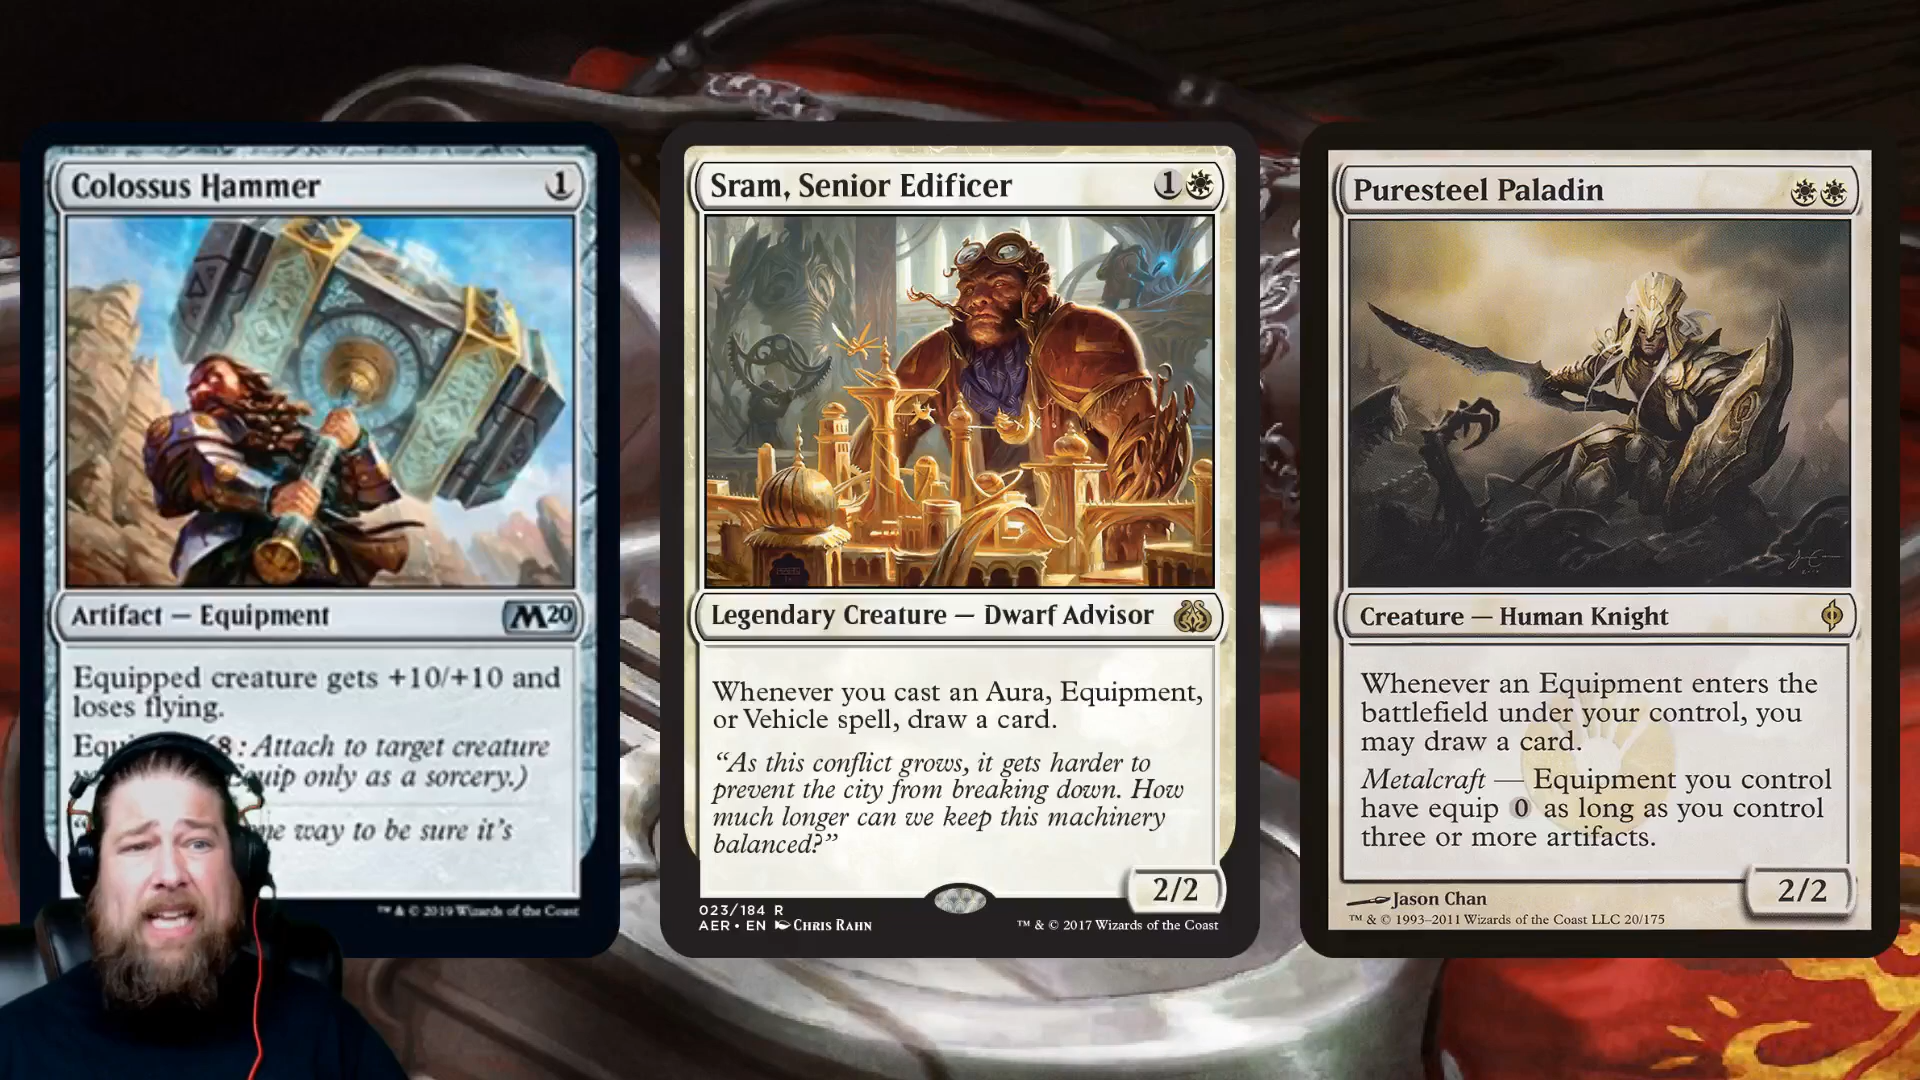 Colossus Hammer 1
Artifact — Equipment M20
Equipped creature gets +10/+10 and
loses flying.
8: Attach to target creature
only as a sorcery.)
way to be sure it's
™ & © 2019 Wizards of the Coast
Sram, Senior Edificer 1
Legendary Creature — Dwarf Advisor
Whenever you cast an Aura, Equipment,
or Vehicle spell, draw a card.
“As this conflict grows, it gets harder to
prevent the city from breaking down. How
much longer can we keep this machinery
balanced?”
2/2
023/184 R
AER • EN Chris Rahn
™ & © 2017 Wizards of the Coast
Puresteel Paladin
Creature — Human Knight
Whenever an Equipment enters the
battlefield under your control, you
may draw a card.
Metalcraft — Equipment you control
have equip 0 as long as you control
three or more artifacts.
2/2
Jason Chan
™ & © 1993–2011 Wizards of the Coast LLC 20/175